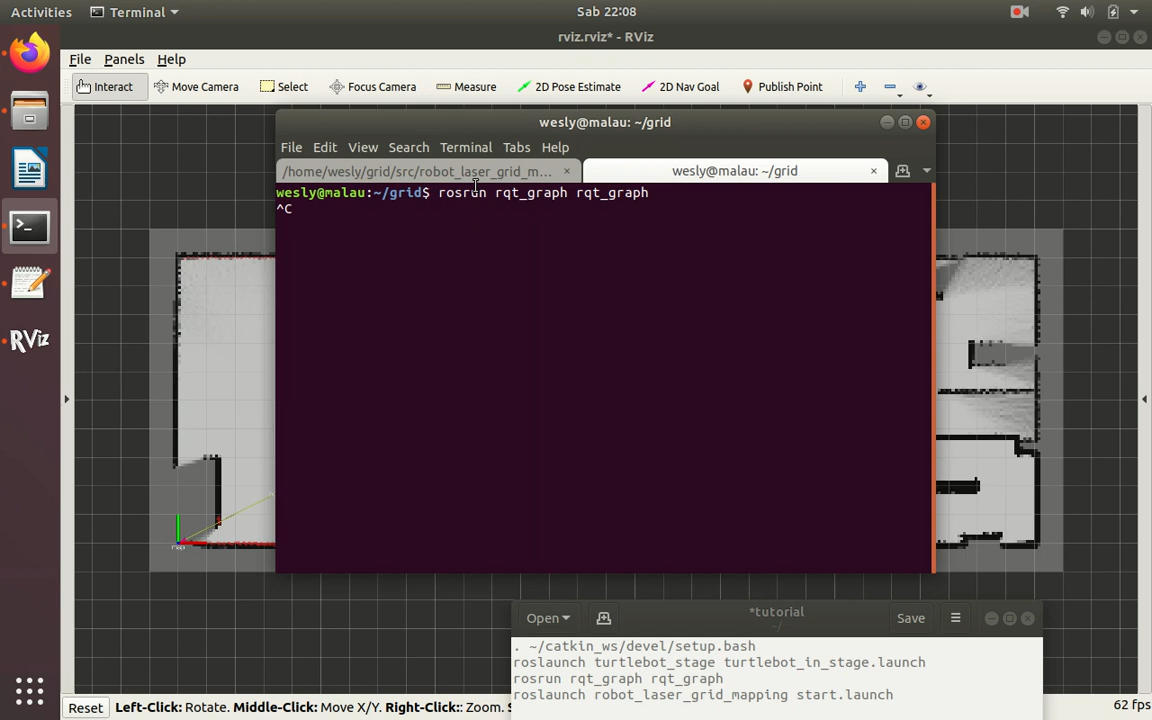 Activities
Terminal
Sab 22:08
rviz.rviz* - RViz
File Panels Help
Interact Move Camera Select Focus Camera Measure 2D Pose Estimate 2D Nav Goal Publish Point
wesly@malau: ~/grid
File Edit View Search Terminal Tabs Help
/home/wesly/grid/src/robot_laser_grid_m... × wesly@malau: ~/grid ×
wesly@malau:~/grid$ rosrun rqt_graph rqt_graph
^C
RViz
map
Open *tutorial Save
~/
. ~/catkin_ws/devel/setup.bash
roslaunch turtlebot_stage turtlebot_in_stage.launch
rosrun rqt_graph rqt_graph
roslaunch robot_laser_grid_mapping start.launch
Reset Left-Click: Rotate. Middle-Click: Move X/Y. Right-Click:: Zoom. S 62 fps